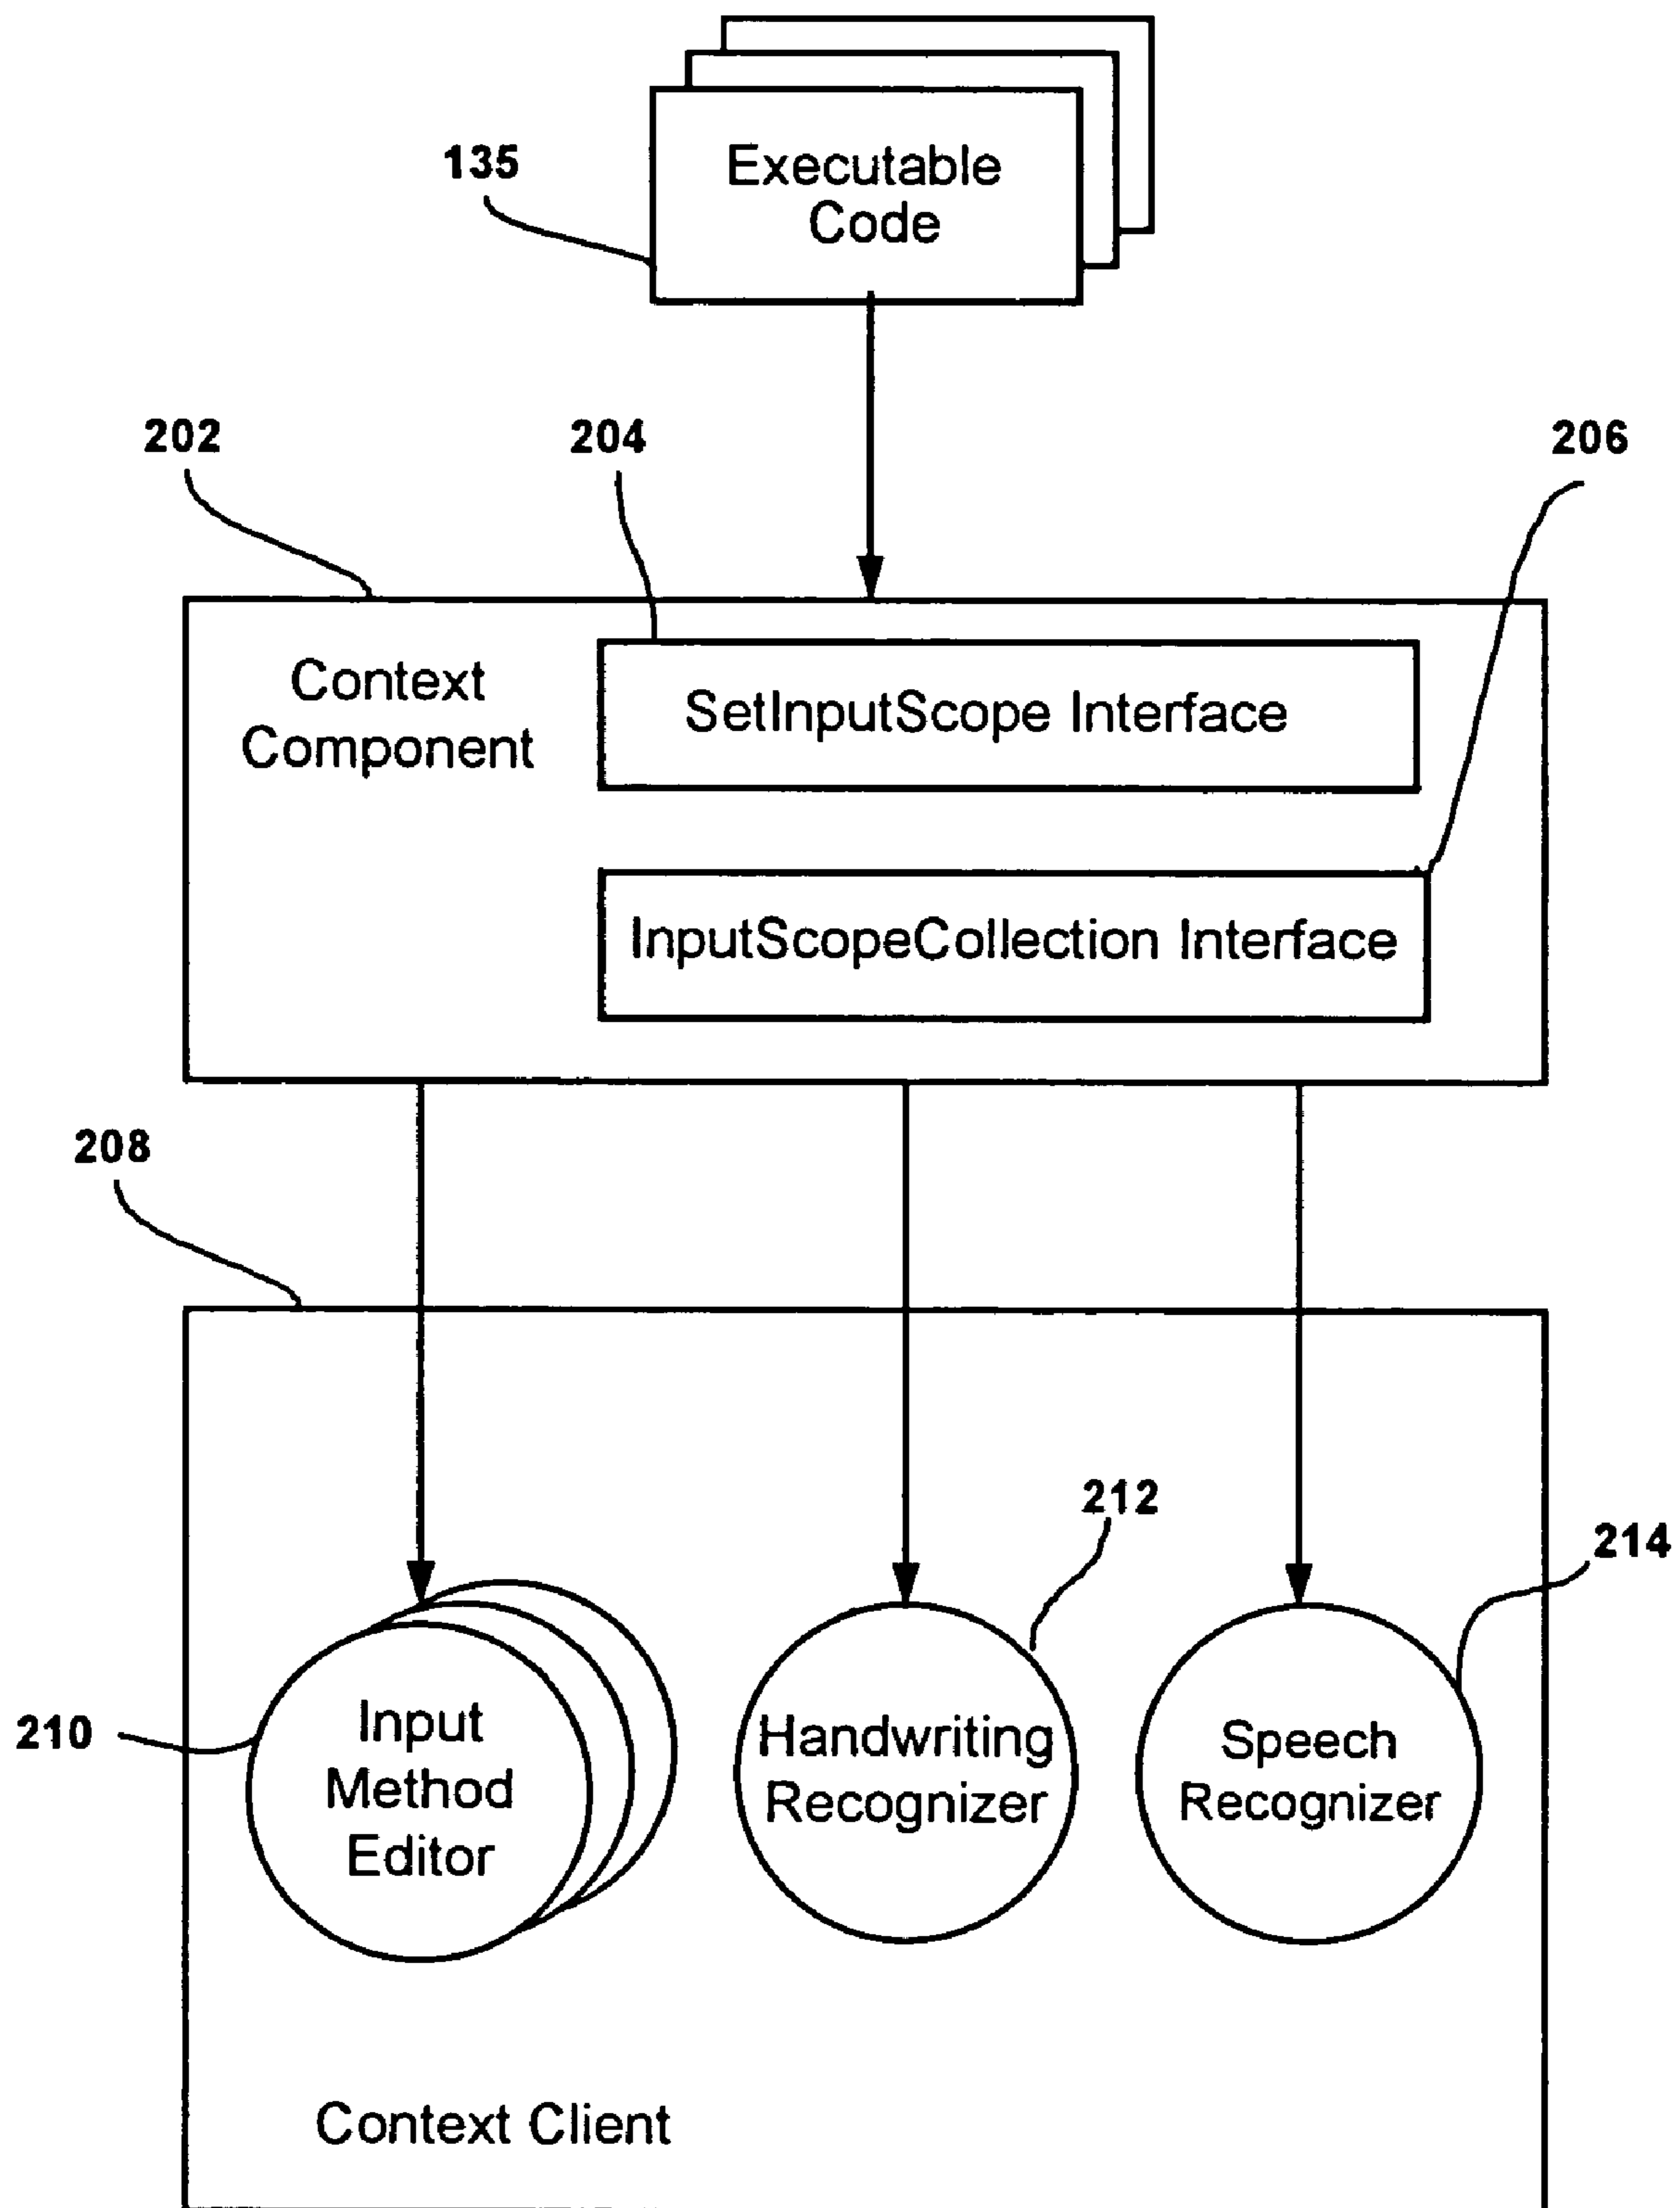 135
Executable
Code
202
204
206
Context
Component
SetInputScope Interface
InputScopeCollection Interface
208
212
214
210
Input
Method
Editor
Handwriting
Recognizer
Speech
Recognizer
Context Client